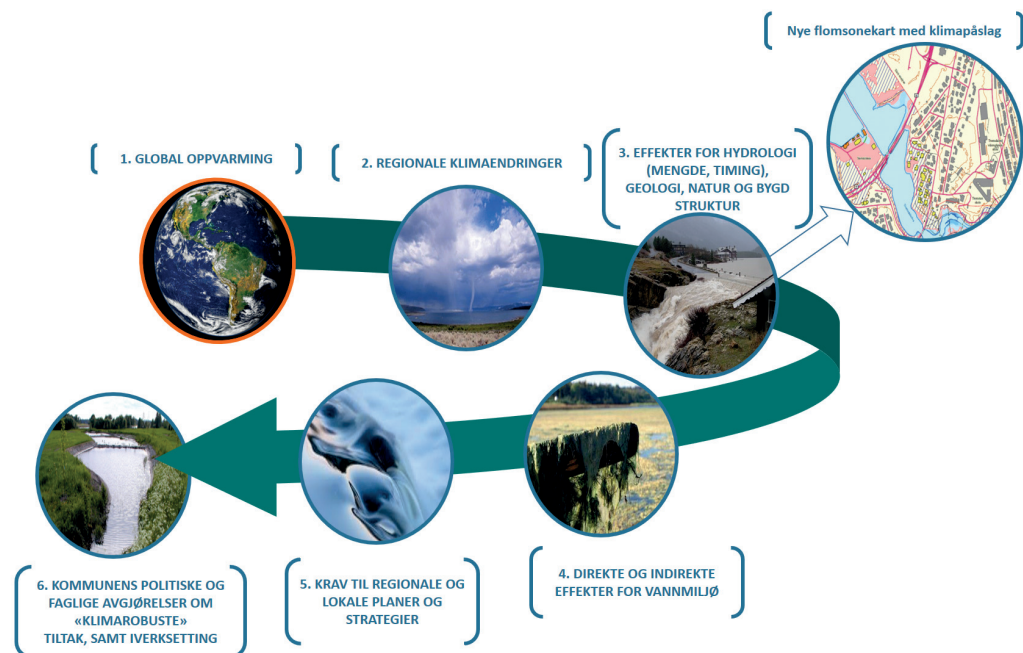 Nye flomsonekart med klimapåslag
1. GLOBAL OPPVARMING
2. REGIONALE KLIMAENDRINGER
3. EFFEKTER FOR HYDROLOGI
(MENGDE, TIMING),
GEOLOGI, NATUR OG BYGD
STRUKTUR
4. DIREKTE OG INDIREKTE
EFFEKTER FOR VANNMILJØ
5. KRAV TIL REGIONALE OG
LOKALE PLANER OG
STRATEGIER
6. KOMMUNENS POLITISKE OG
FAGLIGE AVGJØRELSER OM
«KLIMAROBUSTE»
TILTAK, SAMT IVERKSETTING